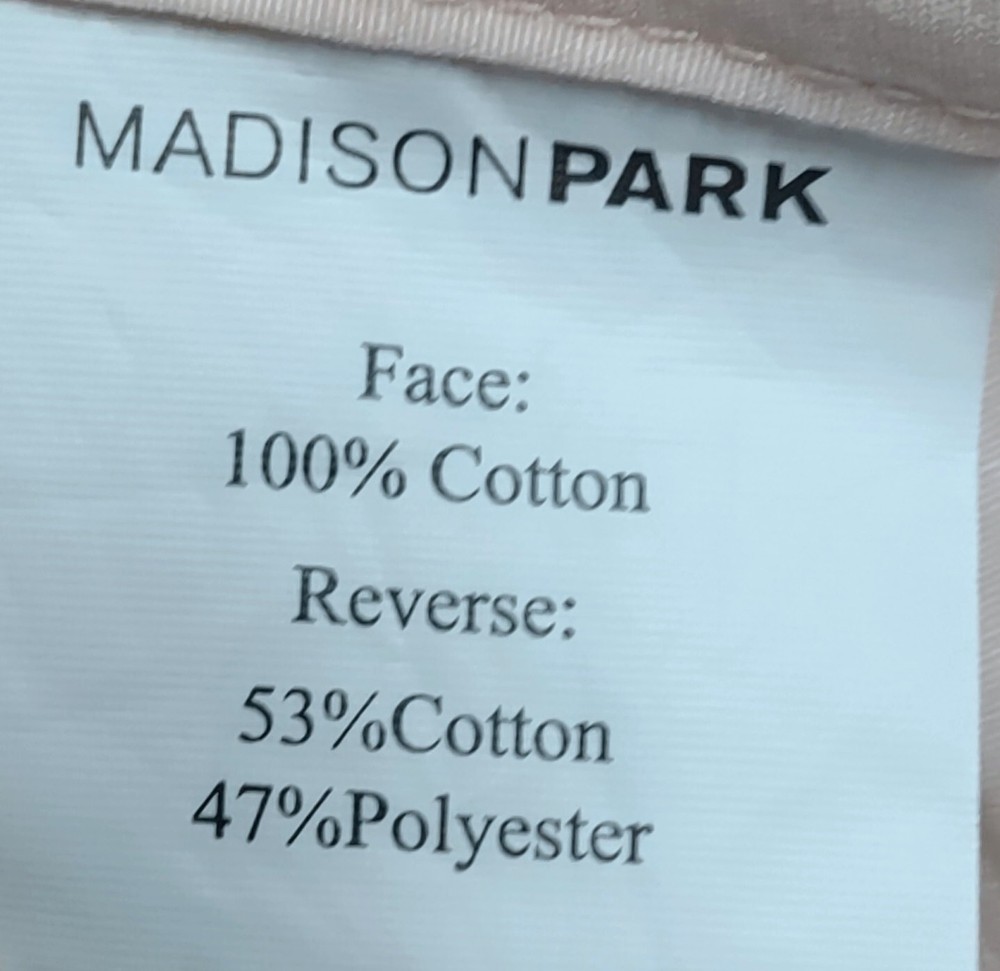 MADISONPARK
Face:
100% Cotton
Reverse:
53%Cotton
47%Polyester